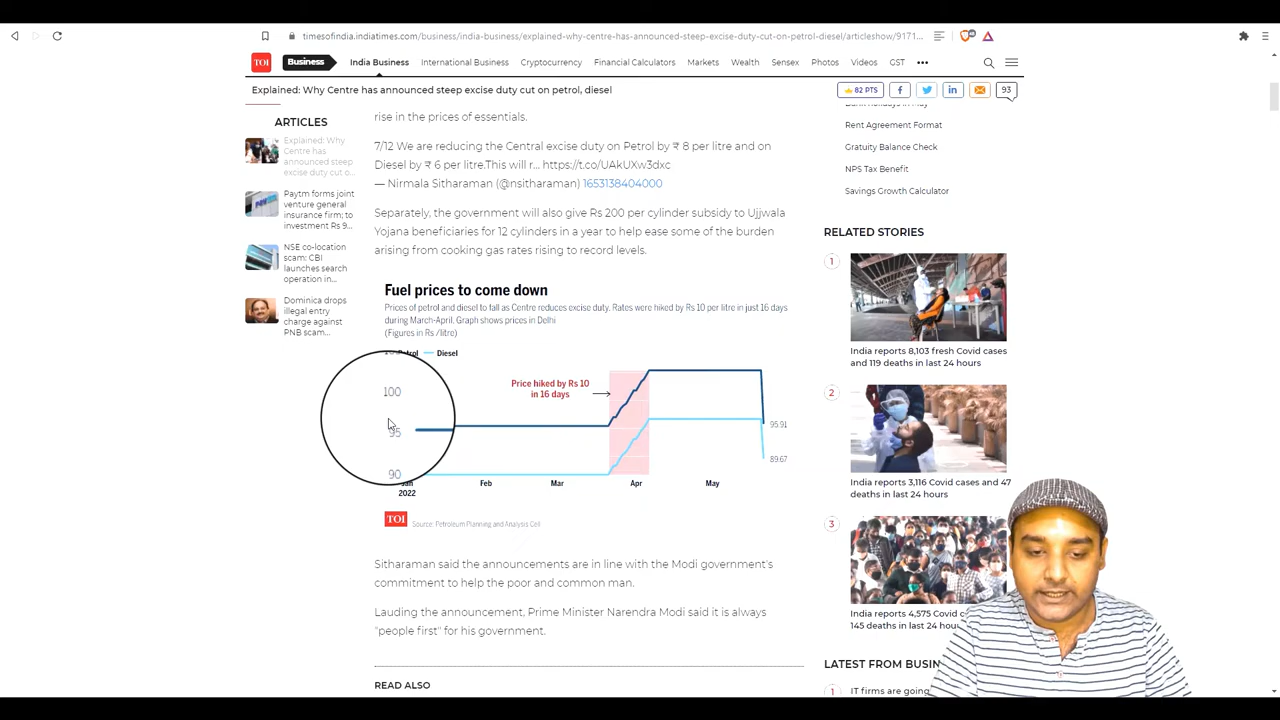 timesofindia.indiatimes.com/business/india-business/explained-why-centre-has-announced-steep-excise-duty-cut-on-petrol-diesel/articleshow/9171...
TOI
Business
India Business
International Business
Cryptocurrency
Financial Calculators
Markets
Wealth
Sensex
Photos
Videos
GST
Explained: Why Centre has announced steep excise duty cut on petrol, diesel
82 PTS
93
ARTICLES
Explained: Why
Centre has
announced steep
excise duty cut o...
Paytm forms joint
venture general
insurance firm; to
investment Rs 9...
NSE co-location
scam: CBI
launches search
operation in...
Dominica drops
illegal entry
charge against
PNB scam...
rise in the prices of essentials.
7/12 We are reducing the Central excise duty on Petrol by ₹ 8 per litre and on
Diesel by ₹ 6 per litre.This will r... https://t.co/UAkUXw3dxc
— Nirmala Sitharaman (@nsitharaman) 1653138404000
Separately, the government will also give Rs 200 per cylinder subsidy to Ujjwala
Yojana beneficiaries for 12 cylinders in a year to help ease some of the burden
arising from cooking gas rates rising to record levels.
Fuel prices to come down
Prices of petrol and diesel to fall as Centre reduces excise duty. Rates were hiked by Rs 10 per litre in just 16 days
during March-April. Graph shows prices in Delhi
(Figures in Rs /litre)
Diesel
100
95
90
Price hiked by Rs 10
in 16 days
95.91
89.67
Jan
2022
Feb
Mar
Apr
May
TOI
Source: Petroleum Planning and Analysis Cell
Sitharaman said the announcements are in line with the Modi government's
commitment to help the poor and common man.
Lauding the announcement, Prime Minister Narendra Modi said it is always
"people first" for his government.
READ ALSO
Bank holidays in May
Rent Agreement Format
Gratuity Balance Check
NPS Tax Benefit
Savings Growth Calculator
RELATED STORIES
1
India reports 8,103 fresh Covid cases
and 119 deaths in last 24 hours
2
India reports 3,116 Covid cases and 47
deaths in last 24 hours
3
India reports 4,575 Covid
145 deaths in last 24 hou
LATEST FROM BUSIN
1
IT firms are going